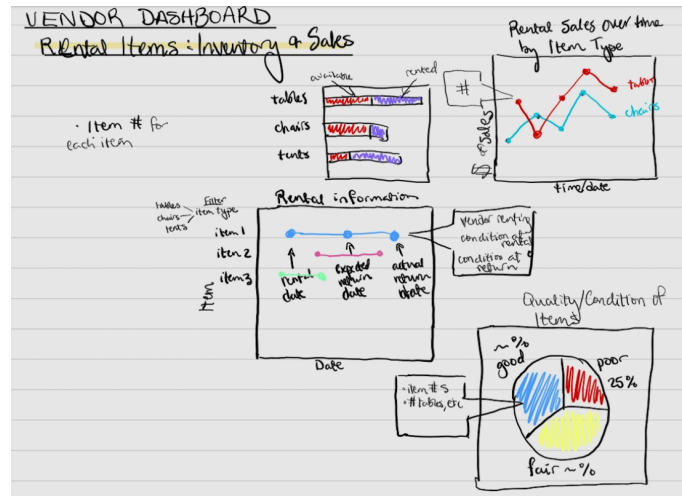 VENDOR DASHBOARD
Rental Items: Inventory & Sales
• Item # for
each item
available
rented
tables
chairs
tents
Rental Sales over time
by Item Type
#
$ of Sales
tables
chairs
time/date
Rental information
tables
chairs
tents
Filter
item type
item 1
item 2
item 3
Item
rental
date
expected
return
date
actual
return
date
Date
vendor renting
condition at
rental
condition at
return
Quality/Condition of
Items
~%
good
poor
25%
fair ~%
• item #s
• # tables, etc